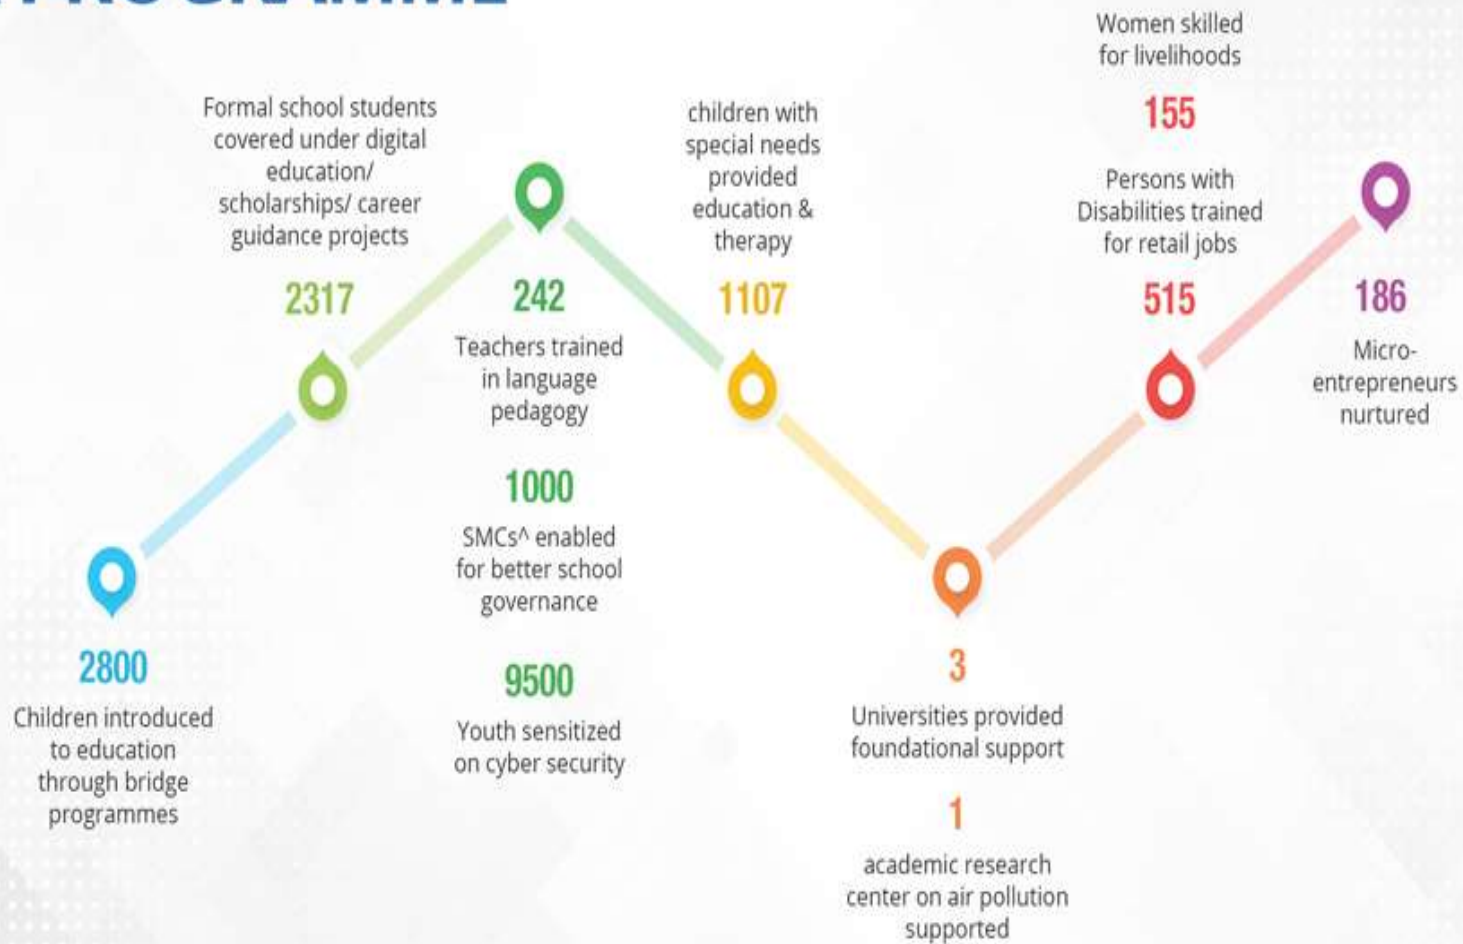 PROGRAMME
2800
Children introduced
to education
through bridge
programmes
Formal school students
covered under digital
education/
scholarships/ career
guidance projects
2317
242
Teachers trained
in language
pedagogy
1000
SMCs^ enabled
for better school
governance
9500
Youth sensitized
on cyber security
children with
special needs
provided
education &
therapy
1107
3
Universities provided
foundational support
1
academic research
center on air pollution
supported
Women skilled
for livelihoods
155
Persons with
Disabilities trained
for retail jobs
515
186
Micro-
entrepreneurs
nurtured